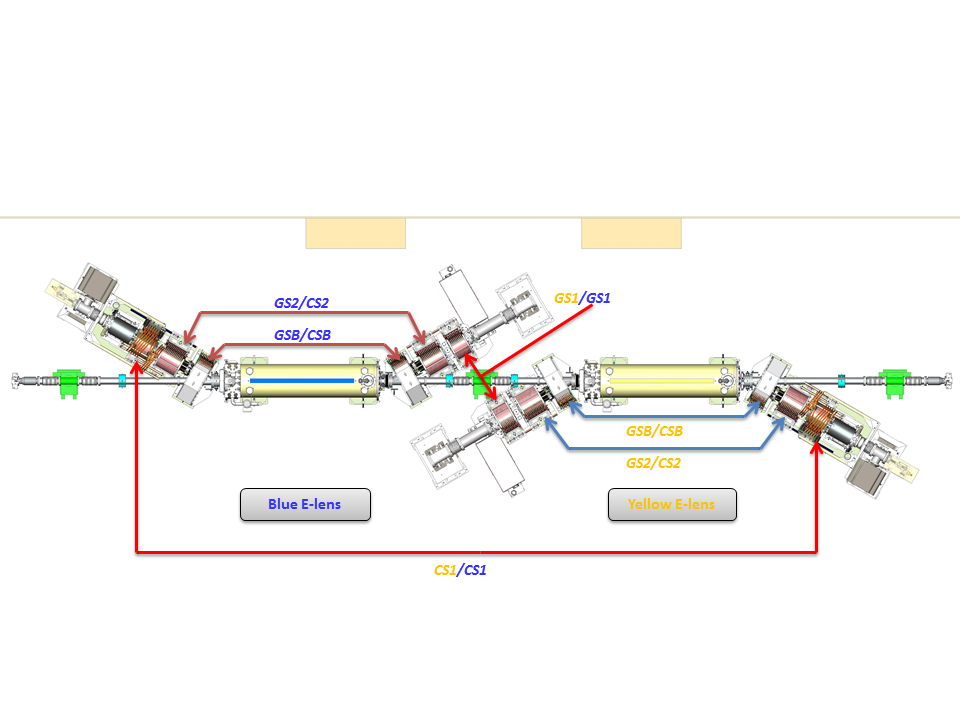 GS2/CS2
GS1/GS1
GSB/CSB
GSB/CSB
GS2/CS2
Blue E-lens
Yellow E-lens
CS1/CS1